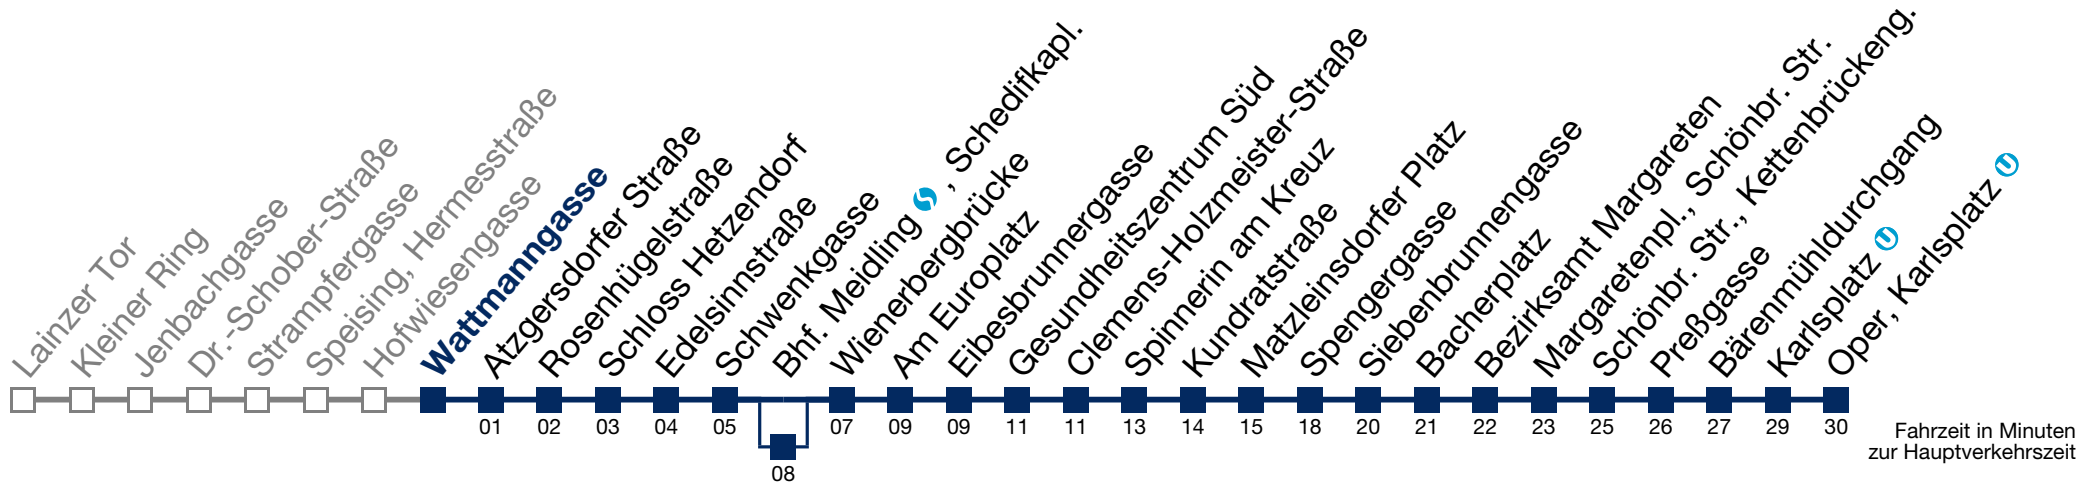 Lainzer Tor
Kleiner Ring
Jenbachgasse
Dr.-Schober-Straße
Strampfergasse
Speising, Hermesstraße
Hofwiesengasse
Wattmanngasse
Atzgersdorfer Straße
Rosenhügelstraße
Schloss Hetzendorf
Edelsinnstraße
Schwenkgasse
Bhf. Meidling S, Schedifkapl.
Wienerbergbrücke
Am Europlatz
Eibesbrunnergasse
Gesundheitszentrum Süd
Clemens-Holzmeister-Straße
Spinnerin am Kreuz
Kundratstraße
Matzleinsdorfer Platz
Spengergasse
Siebenbrunnengasse
Bacherplatz
Bezirksamt Margareten
Margaretenpl., Schönbr. Str.
Schönbr. Str., Kettenbrückeng.
Preßgasse
Bärenmühldurchgang
Karlsplatz U
Oper, Karlsplatz U
01 02 03 04 05 07 09 09 11 11 13 14 15 18 20 21 22 23 25 26 27 29 30
08
Fahrzeit in Minuten
zur Hauptverkehrszeit